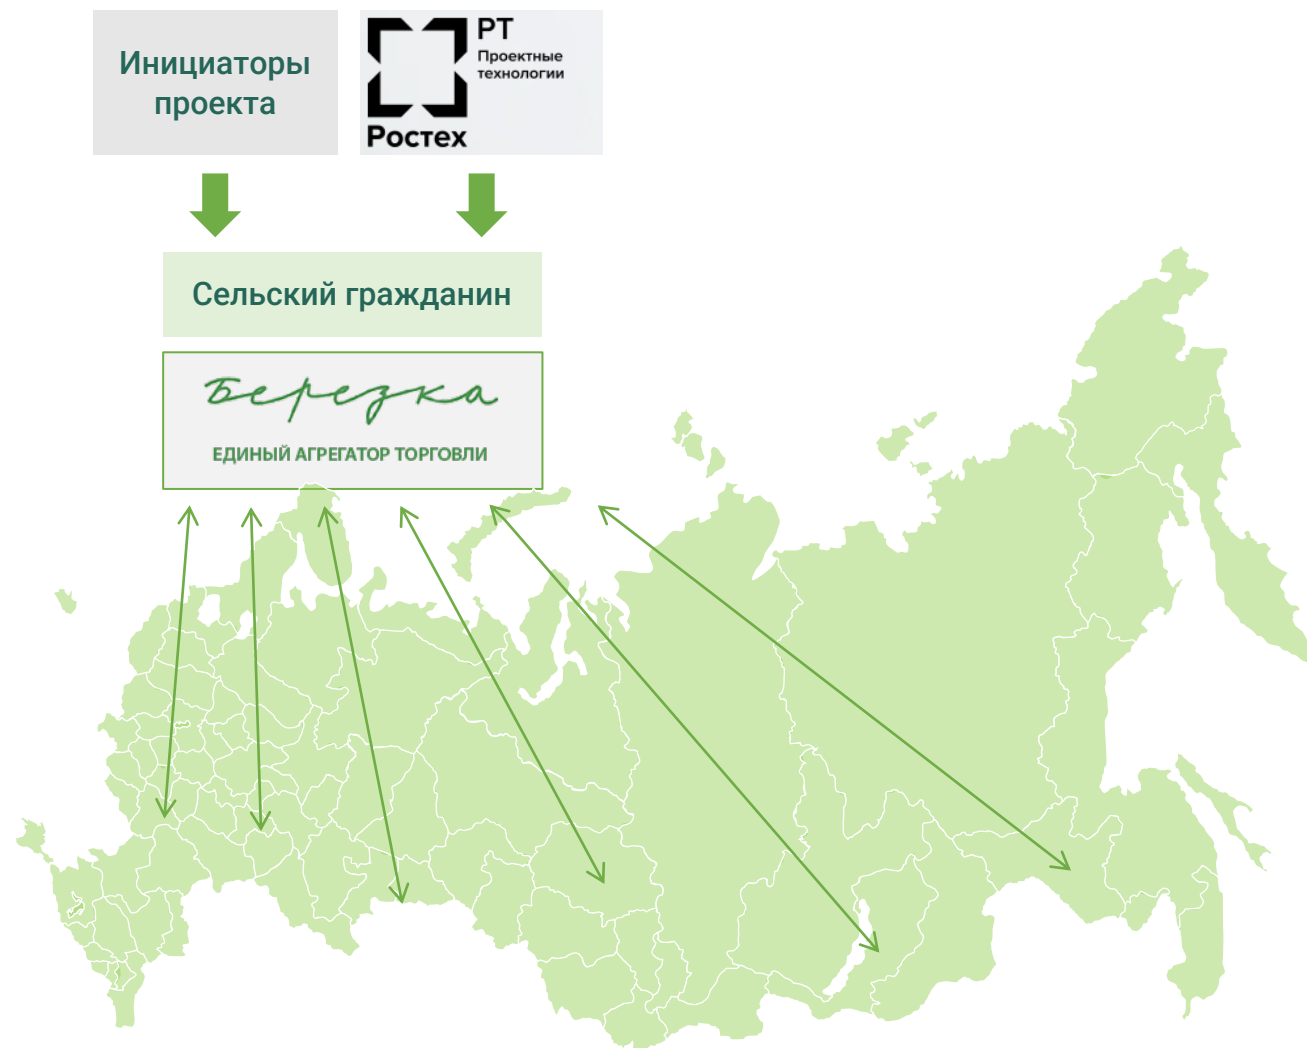 Инициаторы
проекта
РТ
Проектные
технологии
Ростех
Сельский гражданин
Березка
ЕДИНЫЙ АГРЕГАТОР ТОРГОВЛИ